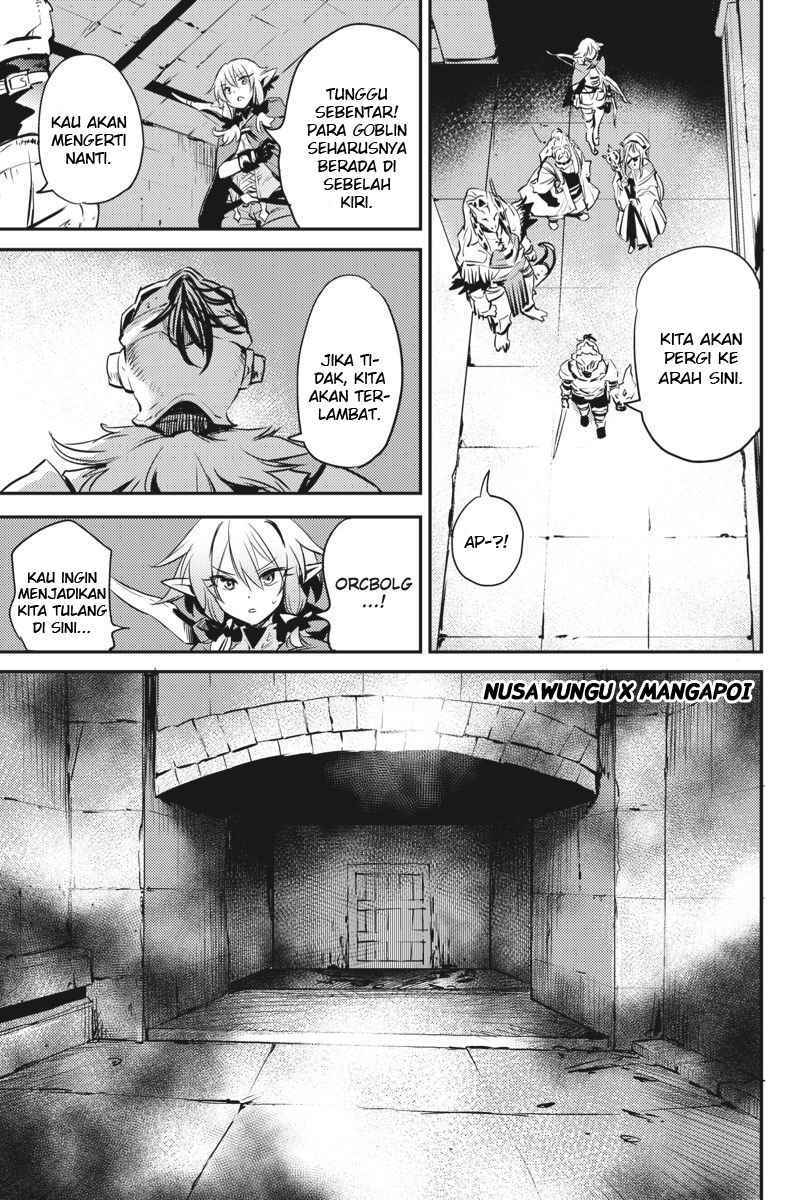 KITA AKAN
PERGI KE
ARAH SINI.
AP-?!
TUNGGU
SEBENTAR!
PARA GOBLIN
SEHARUSNYA
BERADA DI
SEBELAH
KIRI.
KAU AKAN
MENGERTI
NANTI.
JIKA TI-
DAK, KITA
AKAN TER-
LAMBAT.
ORCBOLG
...!
KAU INGIN
MENJADIKAN
KITA TULANG
DI SINI...
NUSAWUNGU X MANGAPOI